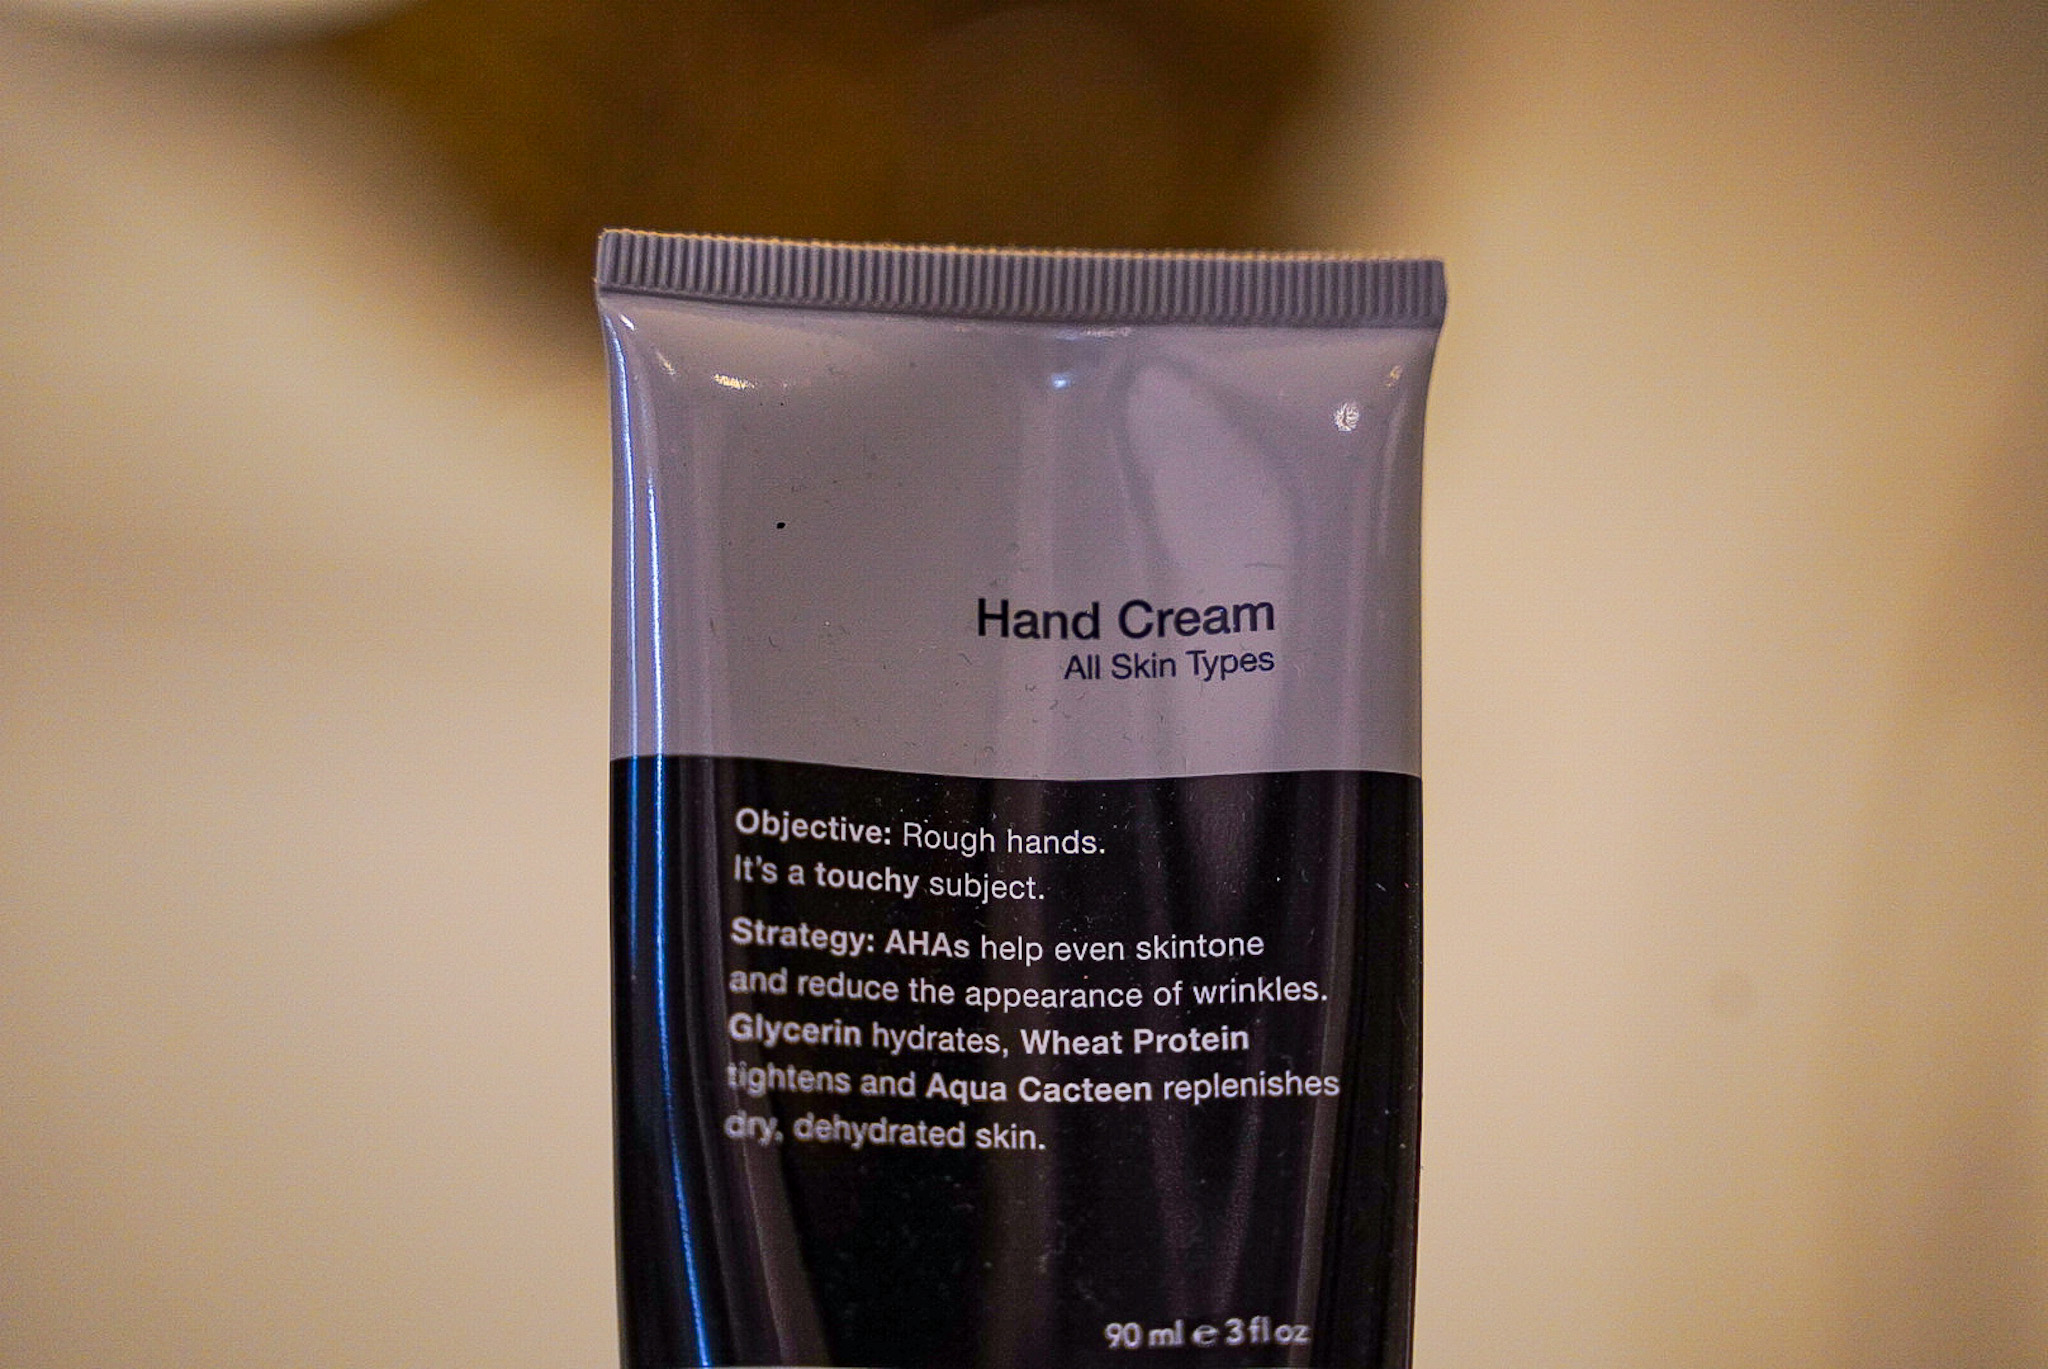 Hand Cream
All Skin Types
Objective: Rough hands.
It's a touchy subject.
Strategy: AHAs help even skintone
and reduce the appearance of wrinkles.
Glycerin hydrates, Wheat Protein
tightens and Aqua Cacteen replenishes
dry, dehydrated skin.
90 ml e 3 fl oz